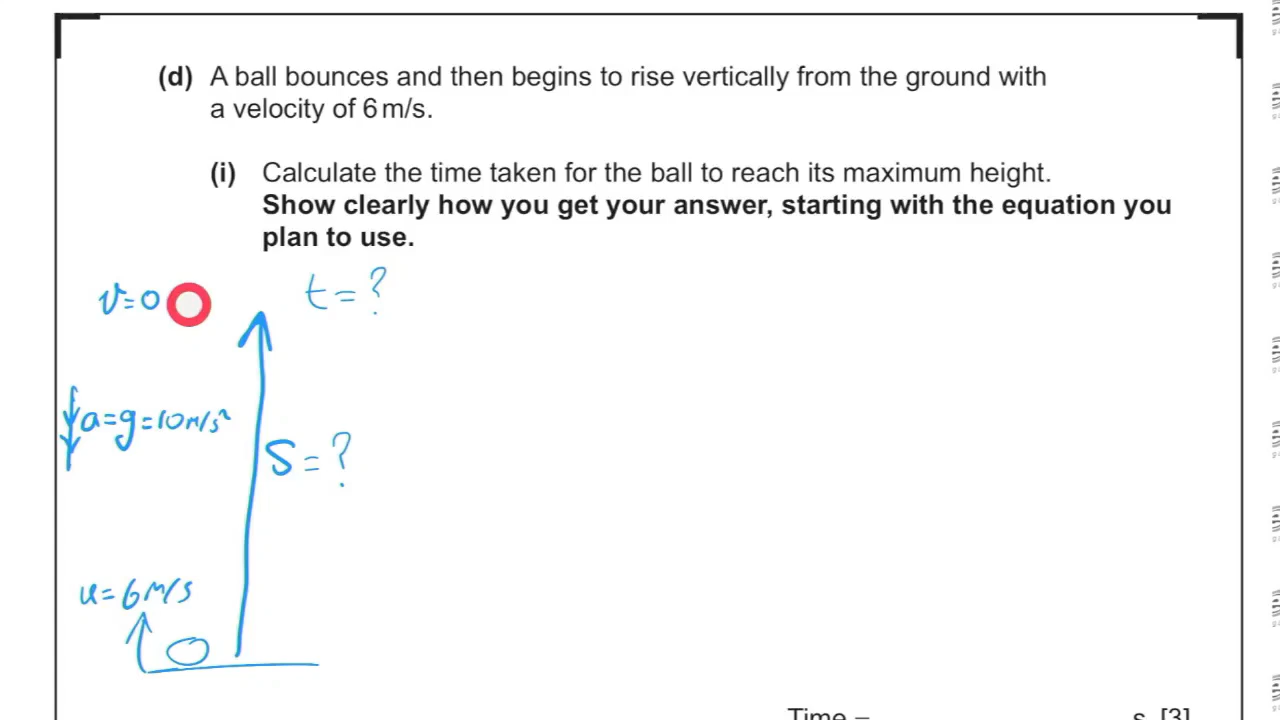 (d) A ball bounces and then begins to rise vertically from the ground with
a velocity of 6 m/s.
(i) Calculate the time taken for the ball to reach its maximum height.
Show clearly how you get your answer, starting with the equation you
plan to use.
v=0
t=?
a=g=10m/s²
S=?
u=6m/s
Time = s [3]